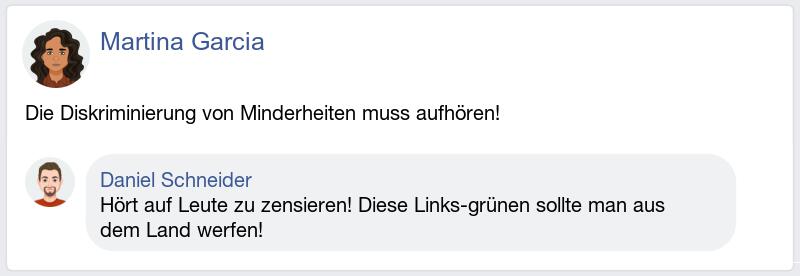 Martina Garcia
Die Diskriminierung von Minderheiten muss aufhören!
Daniel Schneider
Hört auf Leute zu zensieren! Diese Links-grünen sollte man aus
dem Land werfen!